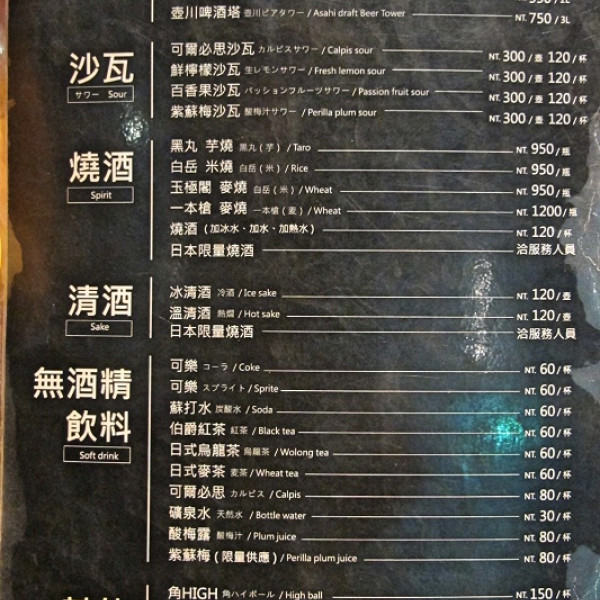 壺川啤酒塔 壺川ビアタワー / Asahi draft Beer Tower NT. 750 / 3L
沙瓦
サワー Sour
可爾必思沙瓦 カルピスサワー / Calpis sour NT. 300 / 壺 120 / 杯
鮮檸檬沙瓦 生レモンサワー / Fresh lemon sour NT. 300 / 壺 120 / 杯
百香果沙瓦 パッションフルーツサワー / Passion fruit sour NT. 300 / 壺 120 / 杯
紫蘇梅沙瓦 酸梅汁サワー / Perilla plum sour NT. 300 / 壺 120 / 杯
燒酒
Spirit
黑丸 芋燒 黒丸 ( 芋 ) / Taro NT. 950 / 瓶
白岳 米燒 白岳 ( 米 ) / Rice NT. 950 / 瓶
玉極閣 麥燒 白岳 ( 米 ) / Wheat NT. 950 / 瓶
一本槍 麥燒 一本槍 ( 麦 ) / Wheat NT. 1200 / 瓶
燒酒 ( 加冰水 · 加水 · 加熱水 ) NT. 120 / 杯
日本限量燒酒 洽服務人員
清酒
Sake
冰清酒 冷酒 / Ice sake NT. 120 / 壺
溫清酒 熱燗 / Hot sake NT. 120 / 壺
日本限量燒酒 洽服務人員
無酒精
飲料
Soft drink
可樂 コーラ / Coke NT. 60 / 杯
可樂 スプライト / Sprite NT. 60 / 杯
蘇打水 炭酸水 / Soda NT. 60 / 杯
伯爵紅茶 紅茶 / Black tea NT. 60 / 杯
日式烏龍茶 烏龍茶 / Wolong tea NT. 60 / 杯
日式麥茶 麦茶 / Wheat tea NT. 60 / 杯
可爾必思 カルピス / Calpis NT. 80 / 杯
礦泉水 天然水 / Bottle water NT. 30 / 杯
酸梅露 酸梅汁 / Plum juice NT. 80 / 杯
紫蘇梅 ( 限量供應 ) / Perilla plum juice NT. 80 / 杯
角HIGH 角ハイボール / High ball NT. 150 / 杯